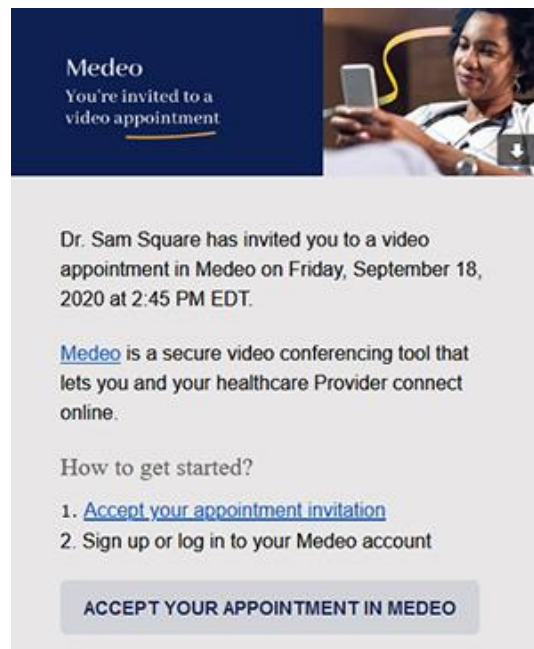 Medeo
You're invited to a
video appointment
Dr. Sam Square has invited you to a video
appointment in Medeo on Friday, September 18,
2020 at 2:45 PM EDT.
Medeo is a secure video conferencing tool that
lets you and your healthcare Provider connect
online.
How to get started?
1. Accept your appointment invitation
2. Sign up or log in to your Medeo account
ACCEPT YOUR APPOINTMENT IN MEDEO